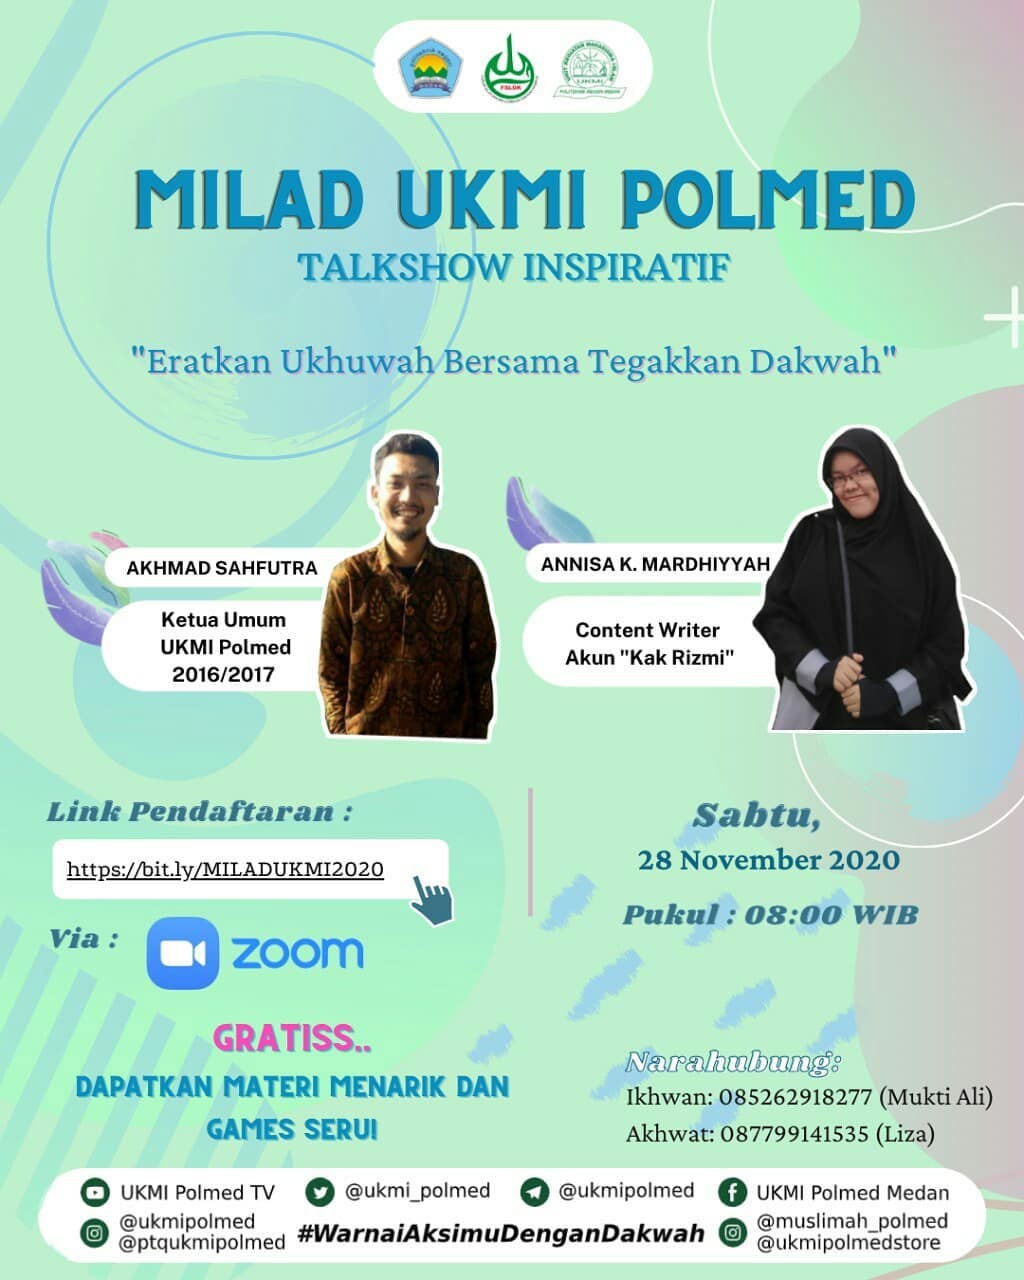 FSLDK
MILAD UKMI POLMED
TALKSHOW INSPIRATIF
"Eratkan Ukhuwah Bersama Tegakkan Dakwah"
AKHMAD SAHFUTRA
Ketua Umum
UKMI Polmed
2016/2017
ANNISA K. MARDHIYYAH
Content Writer
Akun "Kak Rizmi"
Link Pendaftaran :
https://bit.ly/MILADUKMI2020
Via :
zoom
Sabtu,
28 November 2020
Pukul : 08:00 WIB
GRATISS..
DAPATKAN MATERI MENARIK DAN
GAMES SERU!
Narahubung:
Ikhwan: 085262918277 (Mukti Ali)
Akhwat: 087799141535 (Liza)
UKMI Polmed TV
@ukmi_polmed
@ukmipolmed
UKMI Polmed Medan
@ukmipolmed
@ptqukmipolmed
#WarnaiAksimuDenganDakwah
@muslimah_polmed
@ukmipolmedstore